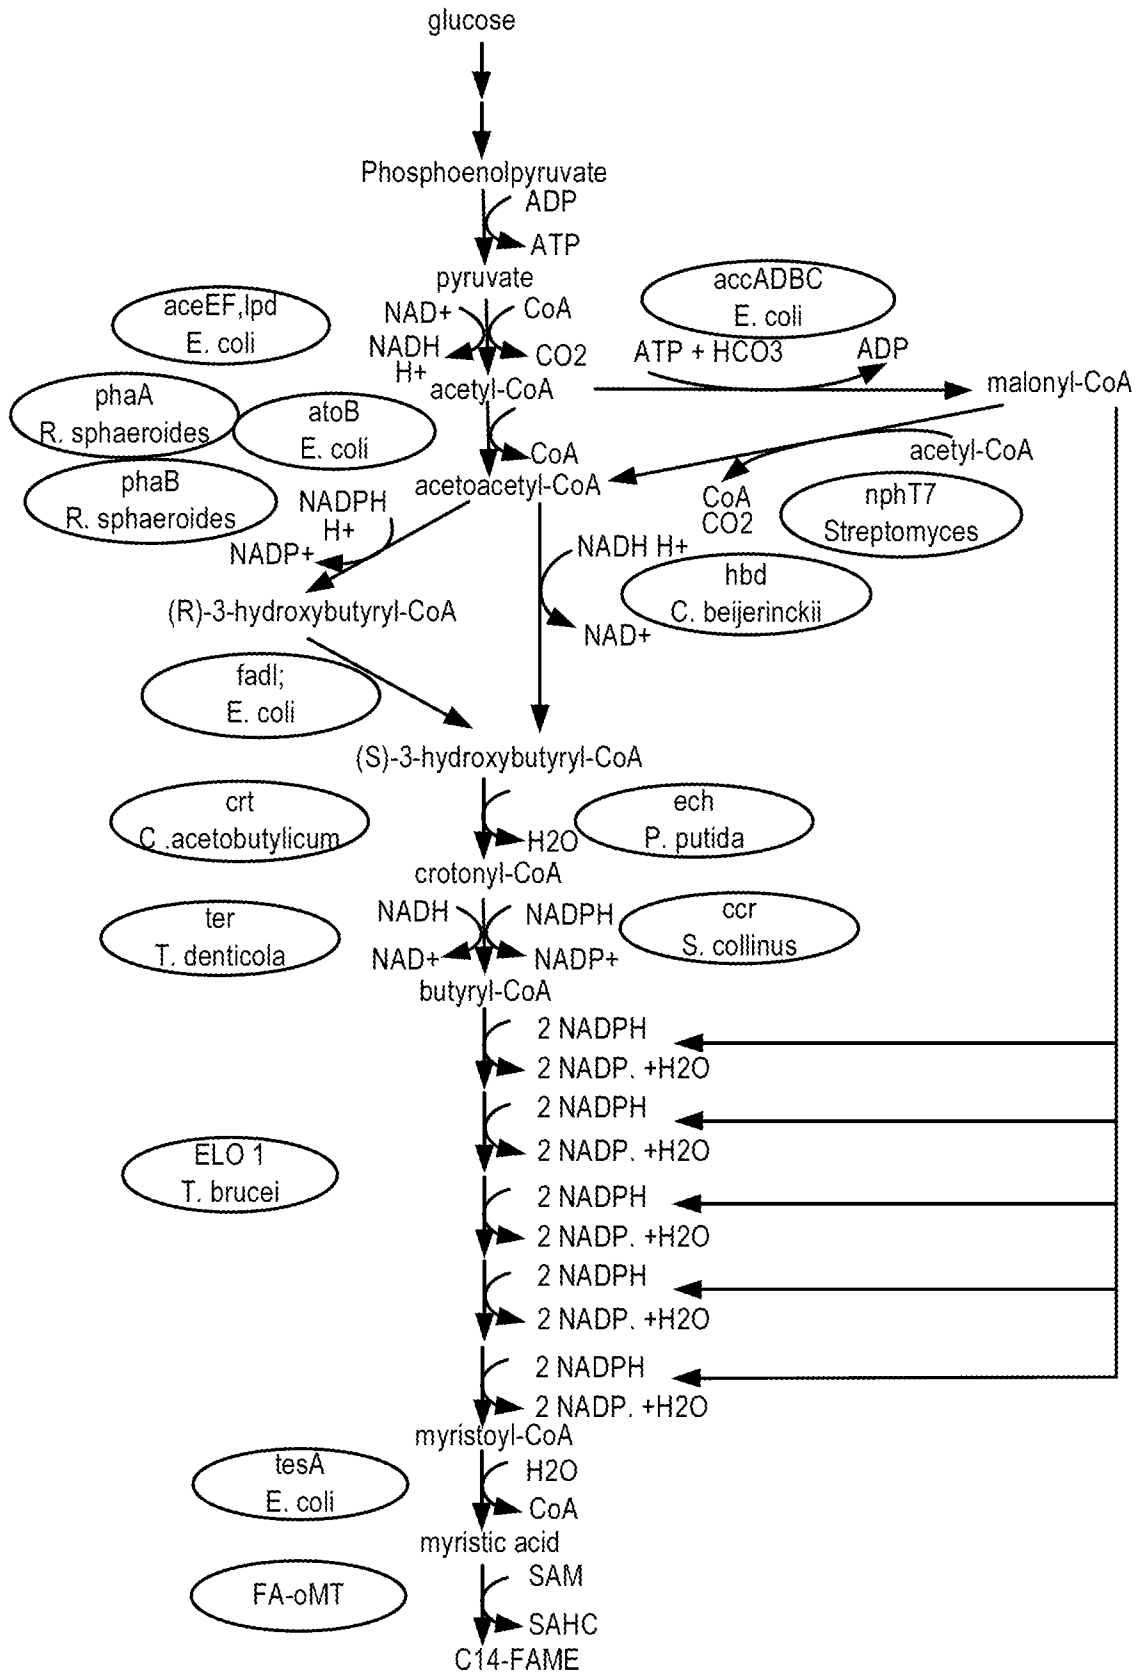 glucose
Phosphoenolpyruvate
ADP
ATP
pyruvate
aceEF,lpd
E. coli
NAD+
CoA
NADH
H+
CO2
accADBC
E. coli
ATP + HCO3
ADP
acetyl-CoA
malonyl-CoA
phaA
R. sphaeroides
atoB
E. coli
CoA
acetyl-CoA
acetoacetyl-CoA
CoA
CO2
nphT7
Streptomyces
phaB
R. sphaeroides
NADPH
H+
NADP+
NADH H+
NAD+
hbd
C. beijerinckii
(R)-3-hydroxybutyryl-CoA
fadI;
E. coli
(S)-3-hydroxybutyryl-CoA
crt
C .acetobutylicum
H2O
ech
P. putida
crotonyl-CoA
ter
T. denticola
NADH
NADPH
NAD+
NADP+
ccr
S. collinus
butyryl-CoA
2 NADPH
2 NADP. +H2O
2 NADPH
2 NADP. +H2O
ELO 1
T. brucei
2 NADPH
2 NADP. +H2O
2 NADPH
2 NADP. +H2O
2 NADPH
2 NADP. +H2O
myristoyl-CoA
tesA
E. coli
H2O
CoA
myristic acid
FA-oMT
SAM
SAHC
C14-FAME